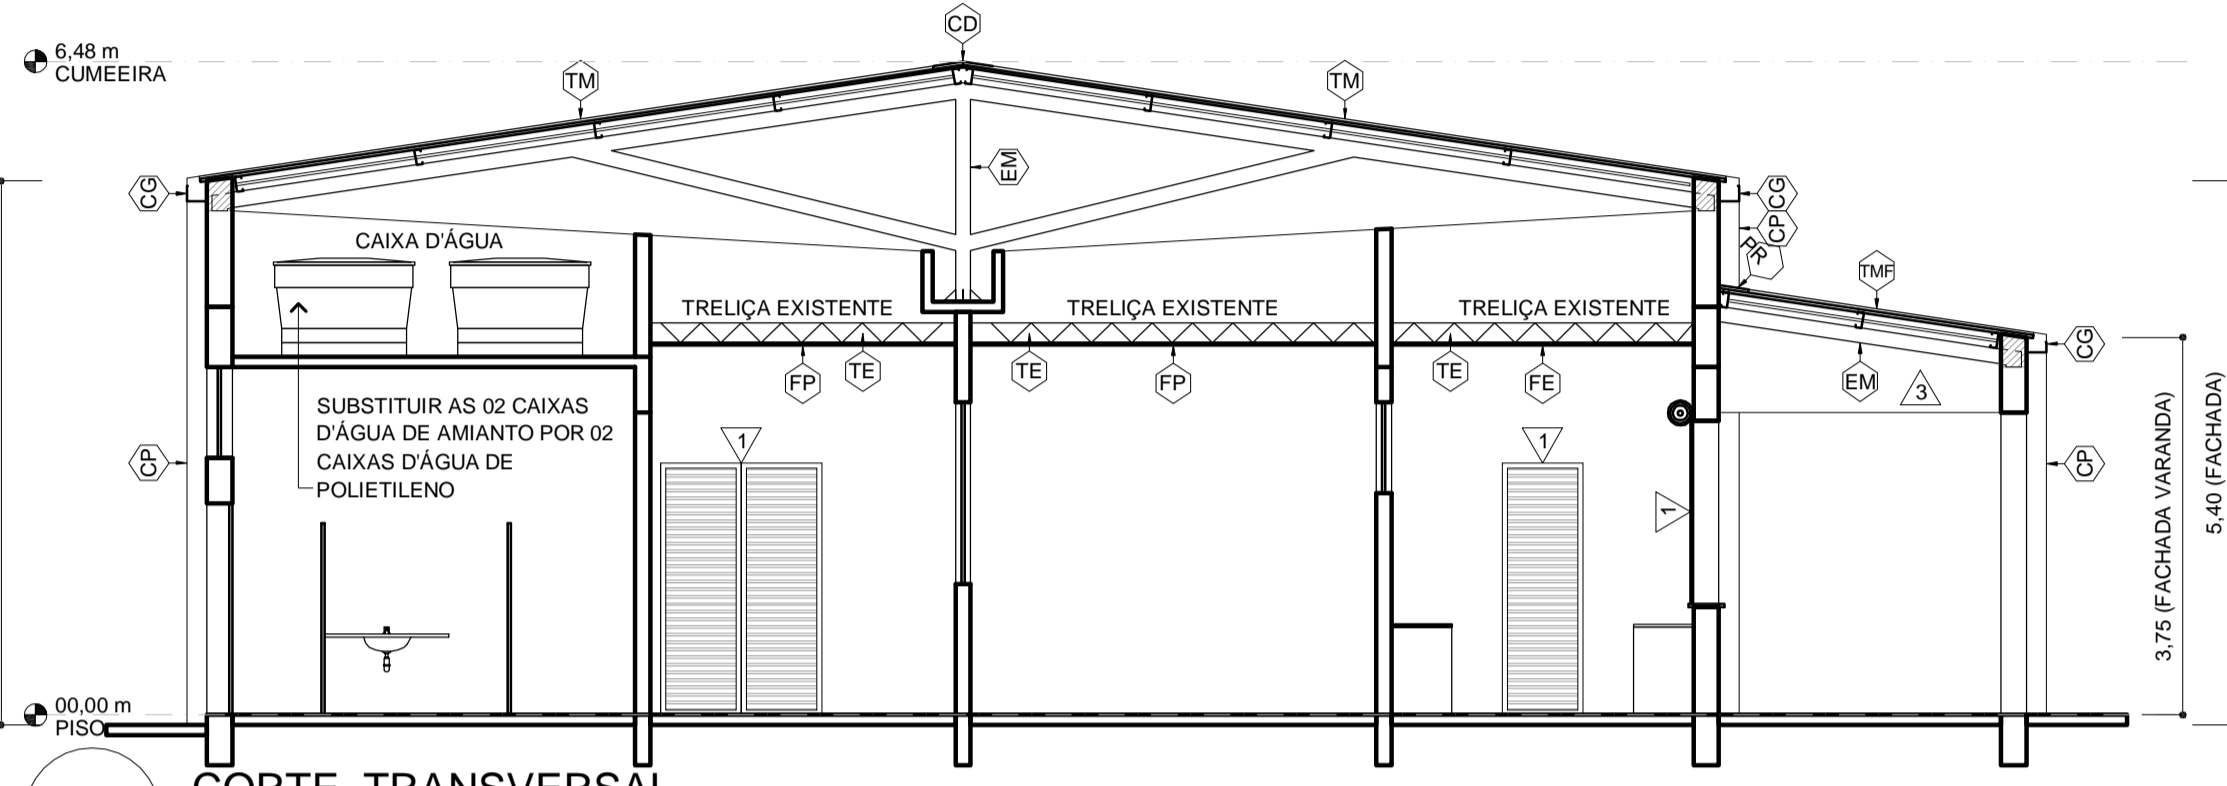 CD
6,48 m
CUMEEIRA
TM
TM
EM
CG
CG
CP
PR
TMF
CAIXA D'ÁGUA
TRELIÇA EXISTENTE
TRELIÇA EXISTENTE
TRELIÇA EXISTENTE
CG
FP
TE
TE
FP
TE
FE
EM
3
SUBSTITUIR AS 02 CAIXAS
D'ÁGUA DE AMIANTO POR 02
CAIXAS D'ÁGUA DE
POLIETILENO
1
1
CP
CP
1
3,75 (FACHADA VARANDA)
5,40 (FACHADA)
00,00 m
PISO
CORTE TRANSVERSAL